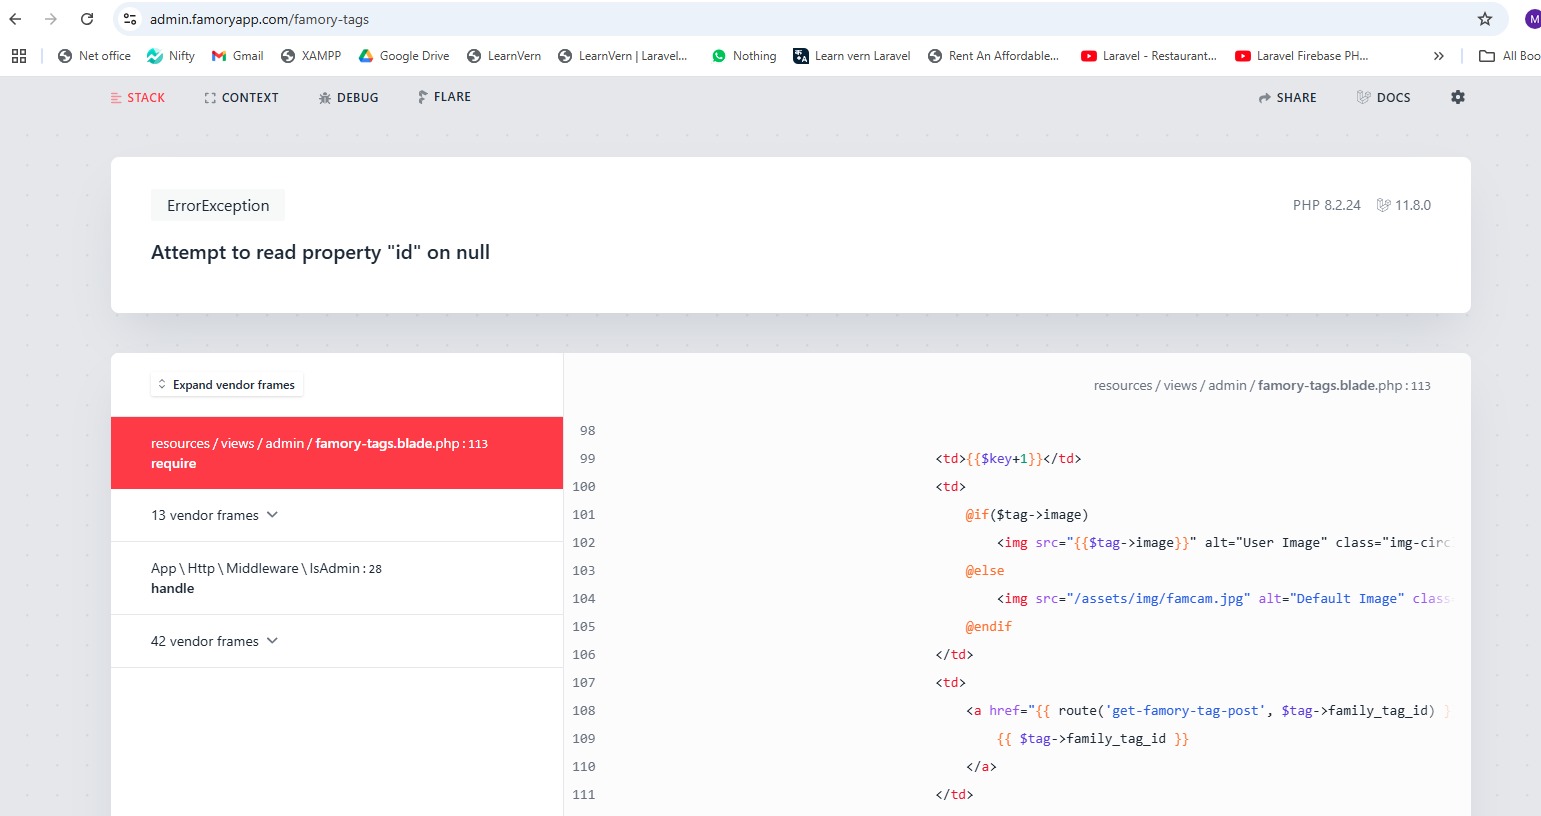 admin.famoryapp.com/famory-tags
M
Net office Nifty Gmail XAMPP Google Drive LearnVern LearnVern | Laravel... Nothing Learn vern Laravel Rent An Affordable... Laravel - Restaurant... Laravel Firebase PH... » All Boo
STACK CONTEXT DEBUG FLARE SHARE DOCS
ErrorException
PHP 8.2.24 11.8.0
Attempt to read property "id" on null
Expand vendor frames
resources / views / admin / famory-tags.blade.php : 113
require
13 vendor frames
App \ Http \ Middleware \ IsAdmin : 28
handle
42 vendor frames
resources / views / admin / famory-tags.blade.php : 113
98
99 <td>{{$key+1}}</td>
100 <td>
101 @if($tag->image)
102 <img src="{{$tag->image}}" alt="User Image" class="img-circ
103 @else
104 <img src="/assets/img/famcam.jpg" alt="Default Image" class
105 @endif
106 </td>
107 <td>
108 <a href="{{ route('get-famory-tag-post', $tag->family_tag_id) }
109 {{ $tag->family_tag_id }}
110 </a>
111 </td>